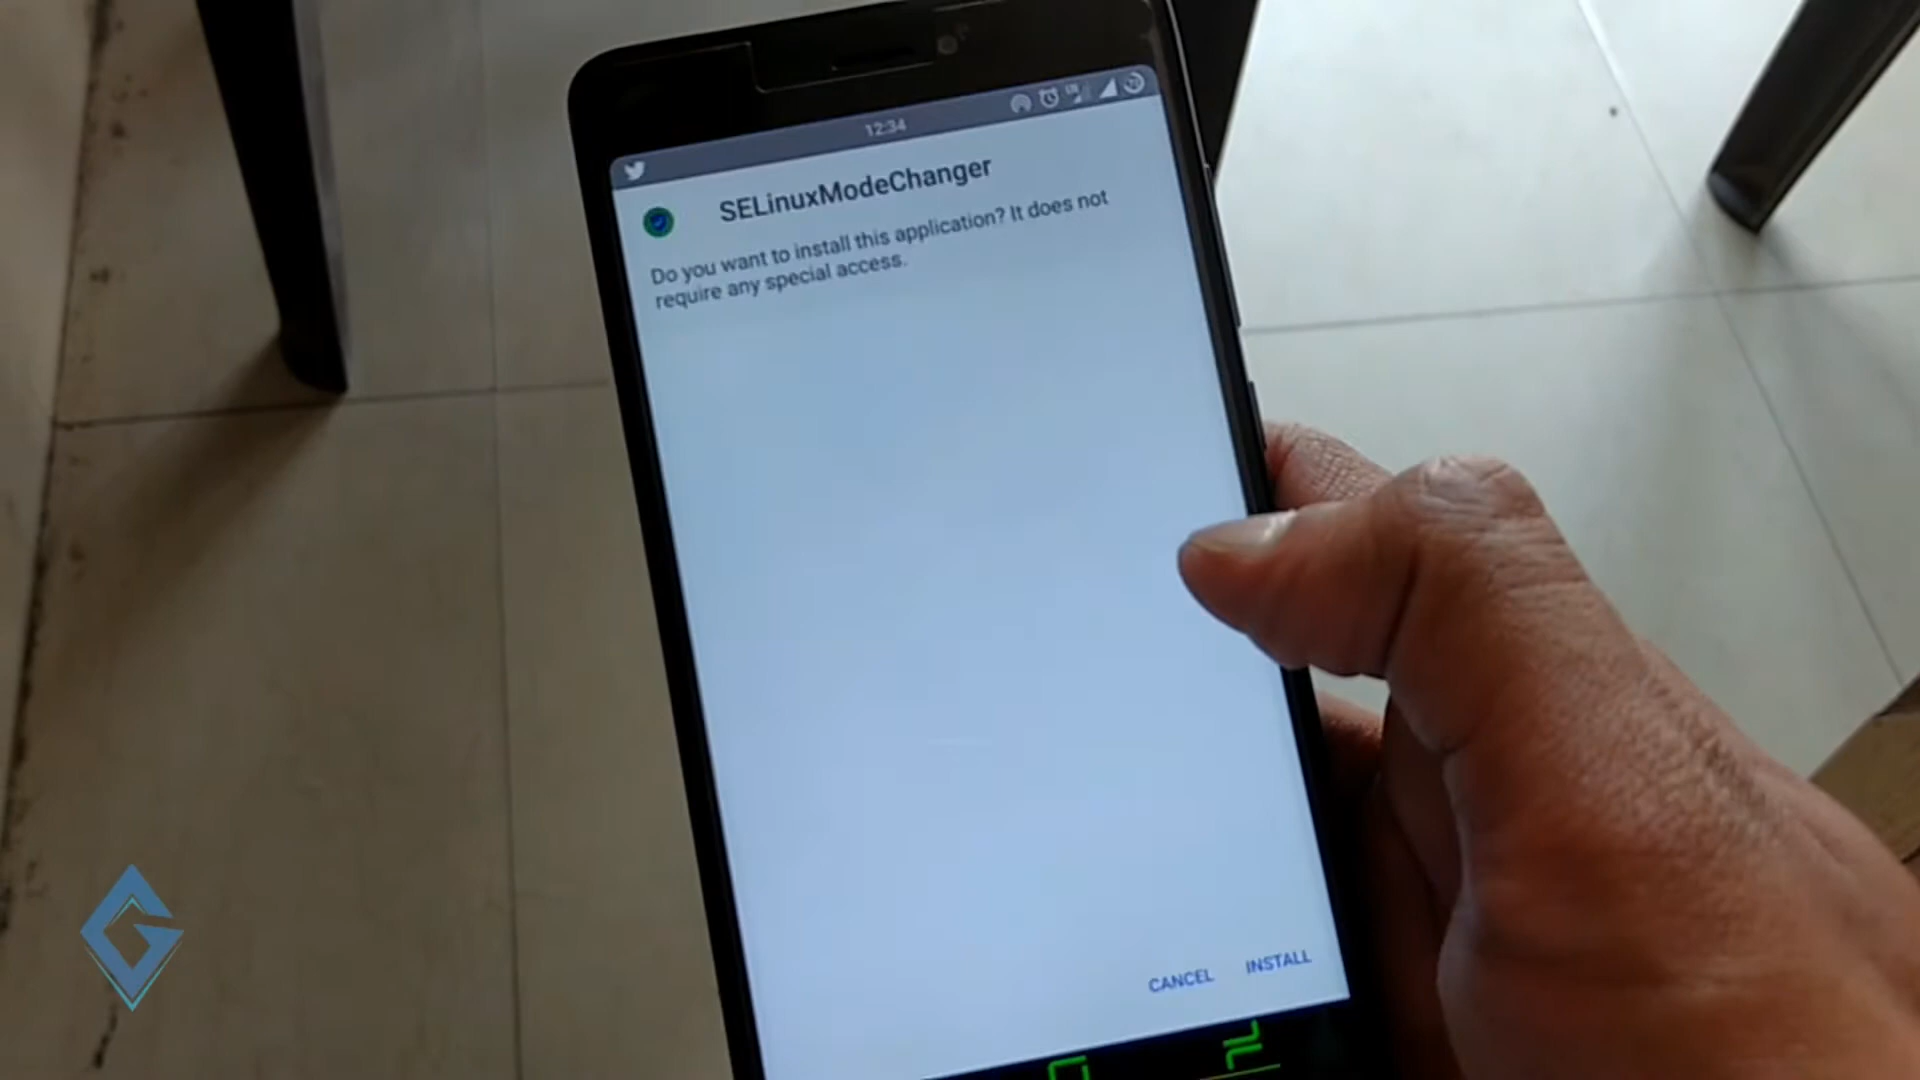 12:34
SELinuxModeChanger
Do you want to install this application? It does not
require any special access.
CANCEL INSTALL